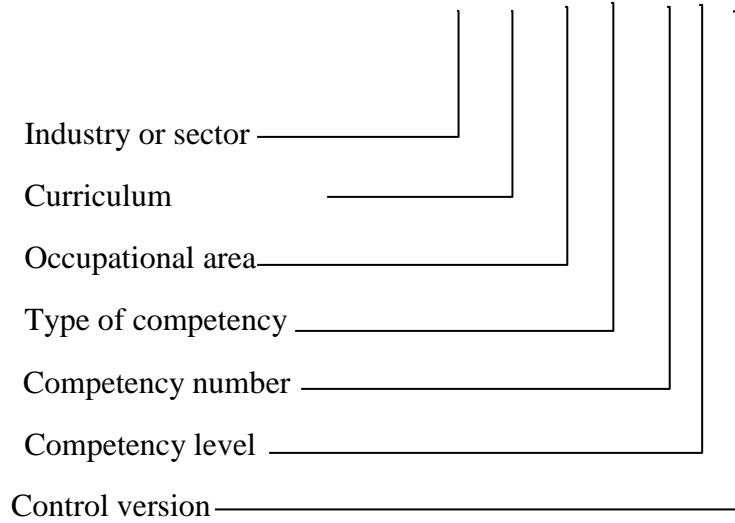 Industry or sector
Curriculum
Occupational area
Type of competency
Competency number
Competency level
Control version